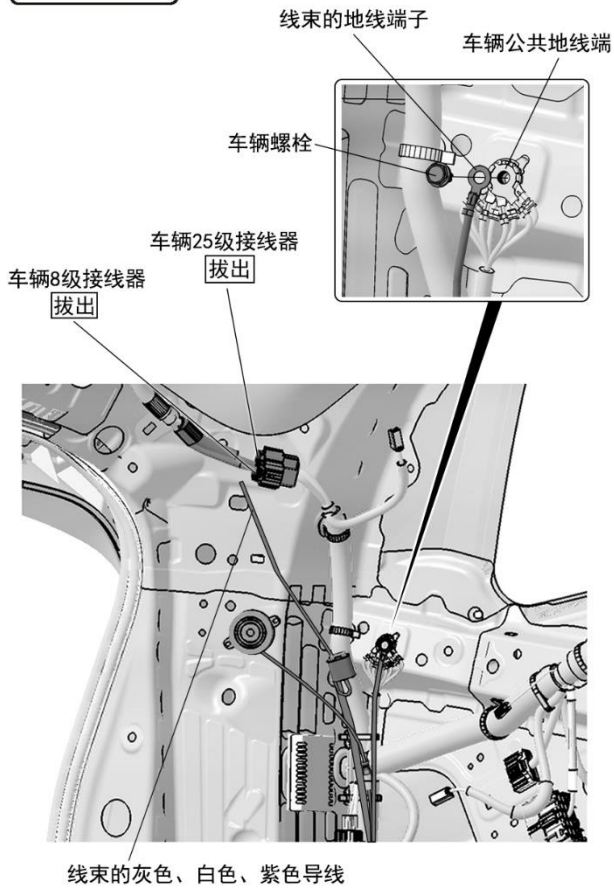 线束的地线端子
车辆公共地线端
车辆螺栓
车辆25级接线器
拔出
车辆8级接线器
拔出
线束的灰色、白色、紫色导线